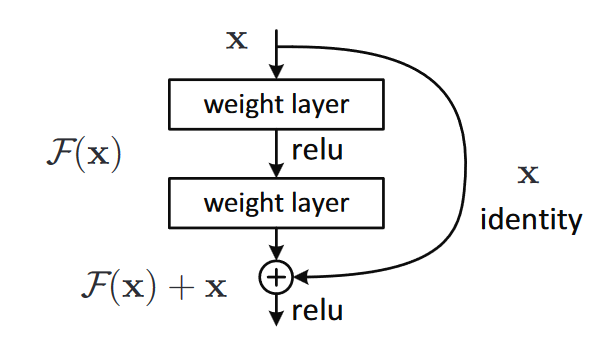 x
weight layer
relu
F(x)
x
weight layer
identity
F(x) + x
relu